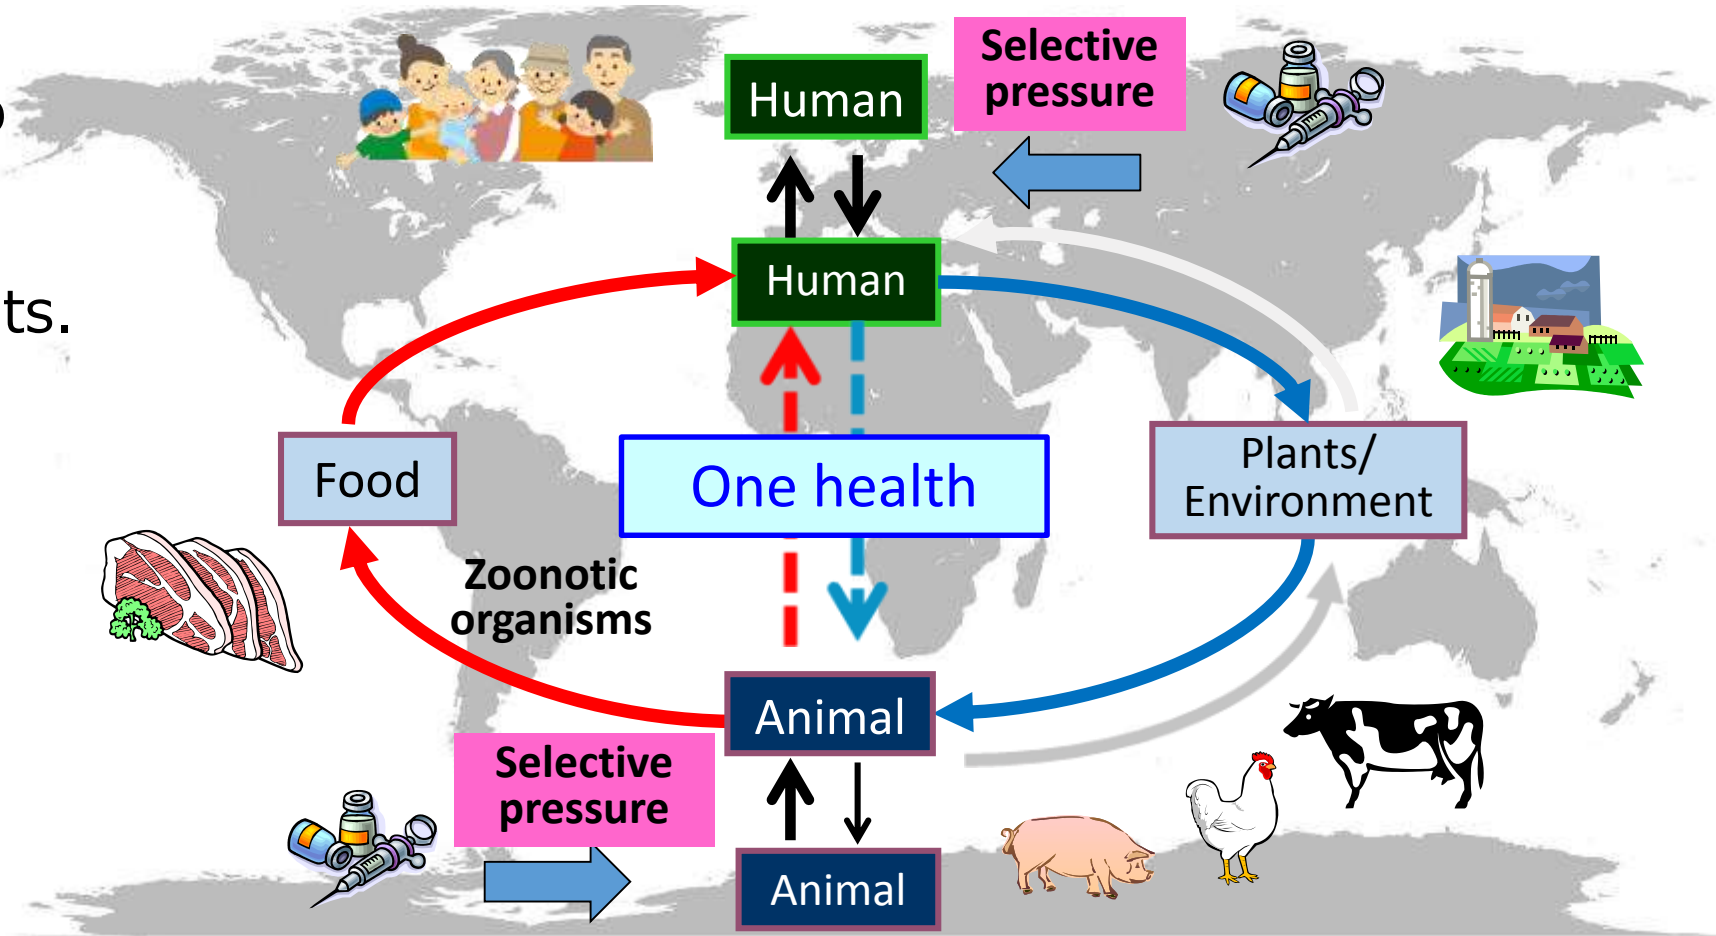 Selective
pressure
Human
Human
ts.
Food
One health
Plants/
Environment
Zoonotic
organisms
Animal
Selective
pressure
Animal